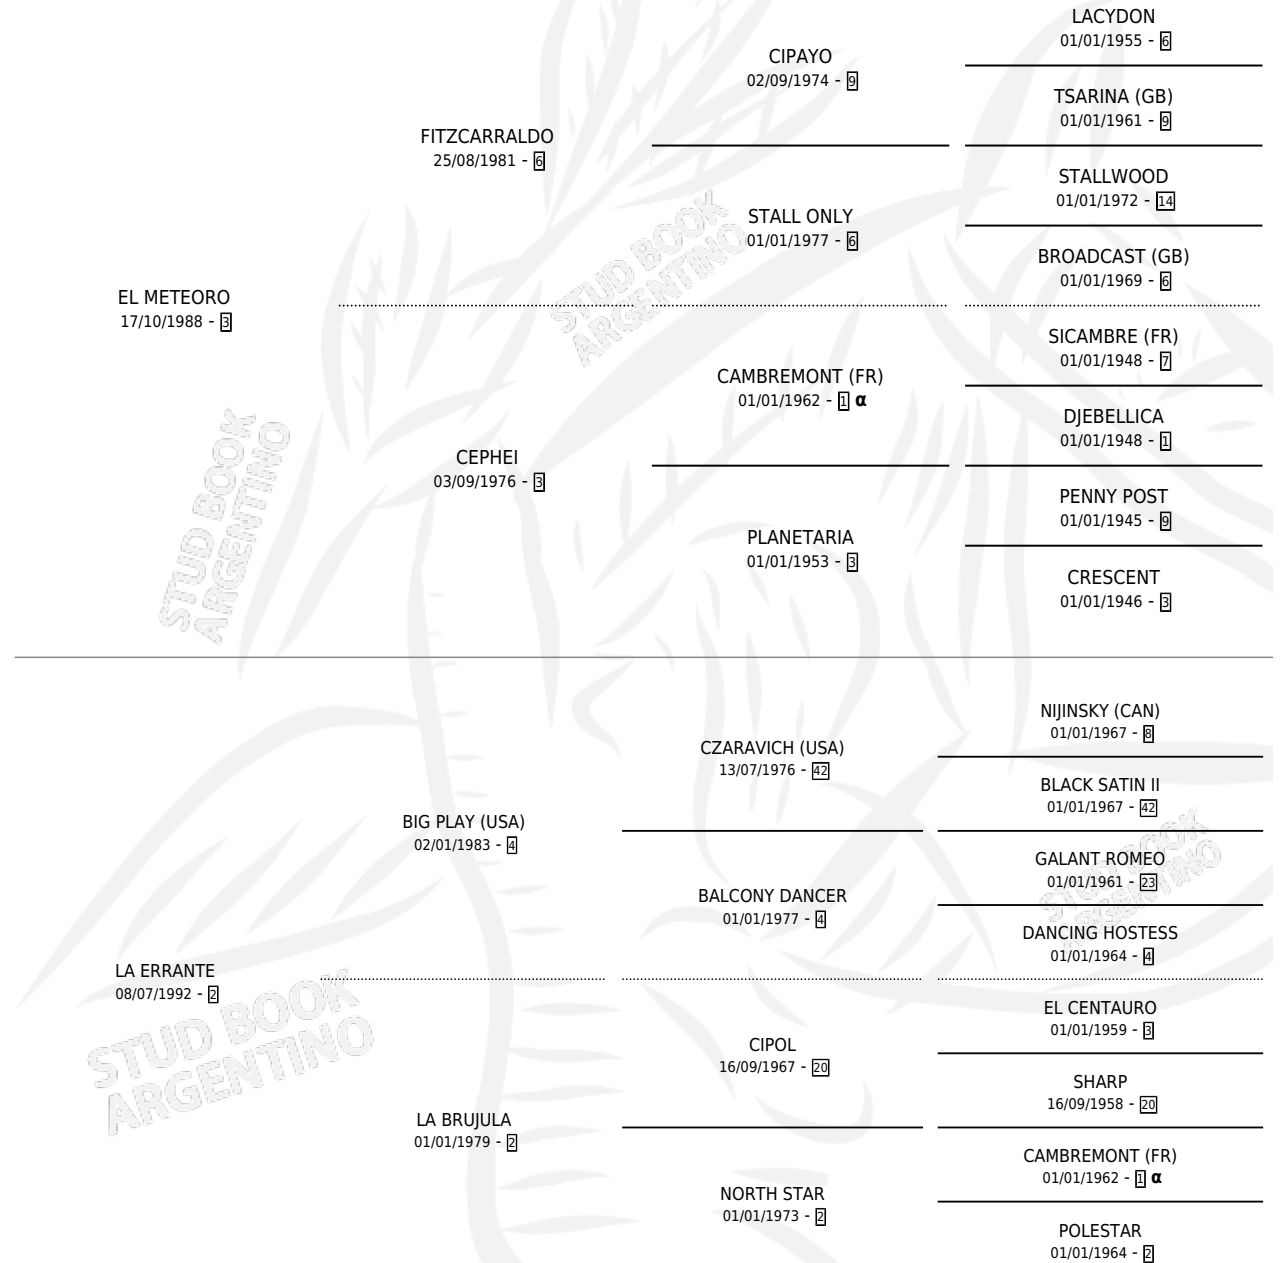 LACYDON
01/01/1955 - 6
CIPAYO
02/09/1974 - 9
TSARINA (GB)
01/01/1961 - 9
FITZCARRALDO
25/08/1981 - 6
STALLWOOD
01/01/1972 - 14
STALL ONLY
01/01/1977 - 6
BROADCAST (GB)
01/01/1969 - 6
EL METEORO
17/10/1988 - 3
SICAMBRE (FR)
01/01/1948 - 7
CAMBREMONT (FR)
01/01/1962 - 1 α
DJEBELLICA
01/01/1948 - 1
CEPHEI
03/09/1976 - 3
PENNY POST
01/01/1945 - 9
PLANETARIA
01/01/1953 - 3
CRESCENT
01/01/1946 - 3
NIJINSKY (CAN)
01/01/1967 - 8
CZARAVICH (USA)
13/07/1976 - 42
BLACK SATIN II
01/01/1967 - 42
BIG PLAY (USA)
02/01/1983 - 4
GALANT ROMEO
01/01/1961 - 23
BALCONY DANCER
01/01/1977 - 4
DANCING HOSTESS
01/01/1964 - 4
LA ERRANTE
08/07/1992 - 2
EL CENTAURO
01/01/1959 - 3
CIPOL
16/09/1967 - 20
SHARP
16/09/1958 - 20
LA BRUJULA
01/01/1979 - 2
CAMBREMONT (FR)
01/01/1962 - 1 α
NORTH STAR
01/01/1973 - 2
POLESTAR
01/01/1964 - 2
STUD BOOK
ARGENTINO
STUD BOOK
ARGENTINO
STUD BOOK
ARGENTINO
STUD BOOK
ARGENTINO